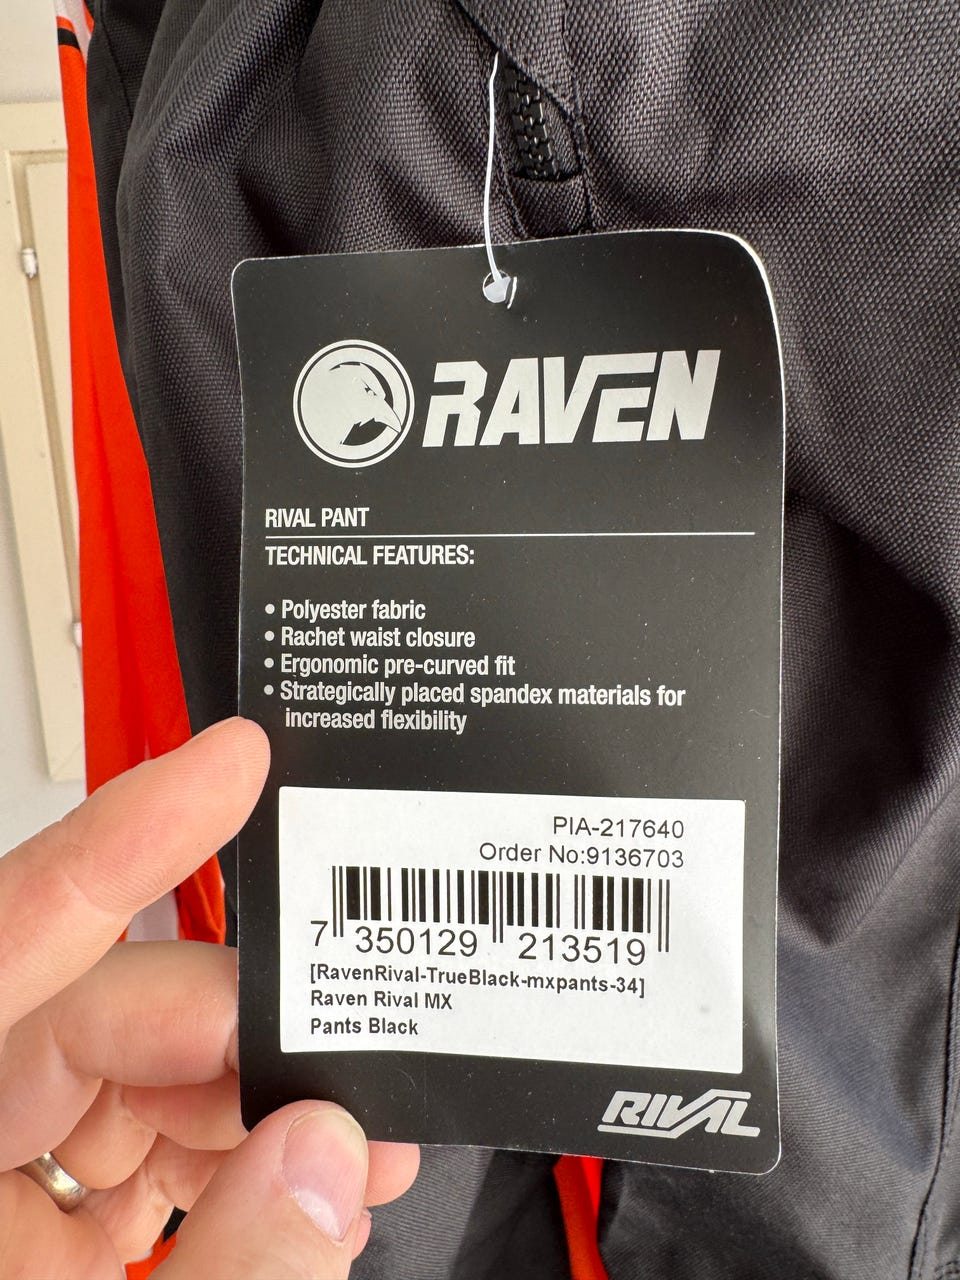 RAVEN
RIVAL PANT
TECHNICAL FEATURES:
• Polyester fabric
• Rachet waist closure
• Ergonomic pre-curved fit
• Strategically placed spandex materials for
increased flexibility
PIA-217640
Order No:9136703
7 350129 213519
[RavenRival-TrueBlack-mxpants-34]
Raven Rival MX
Pants Black
RIVAL